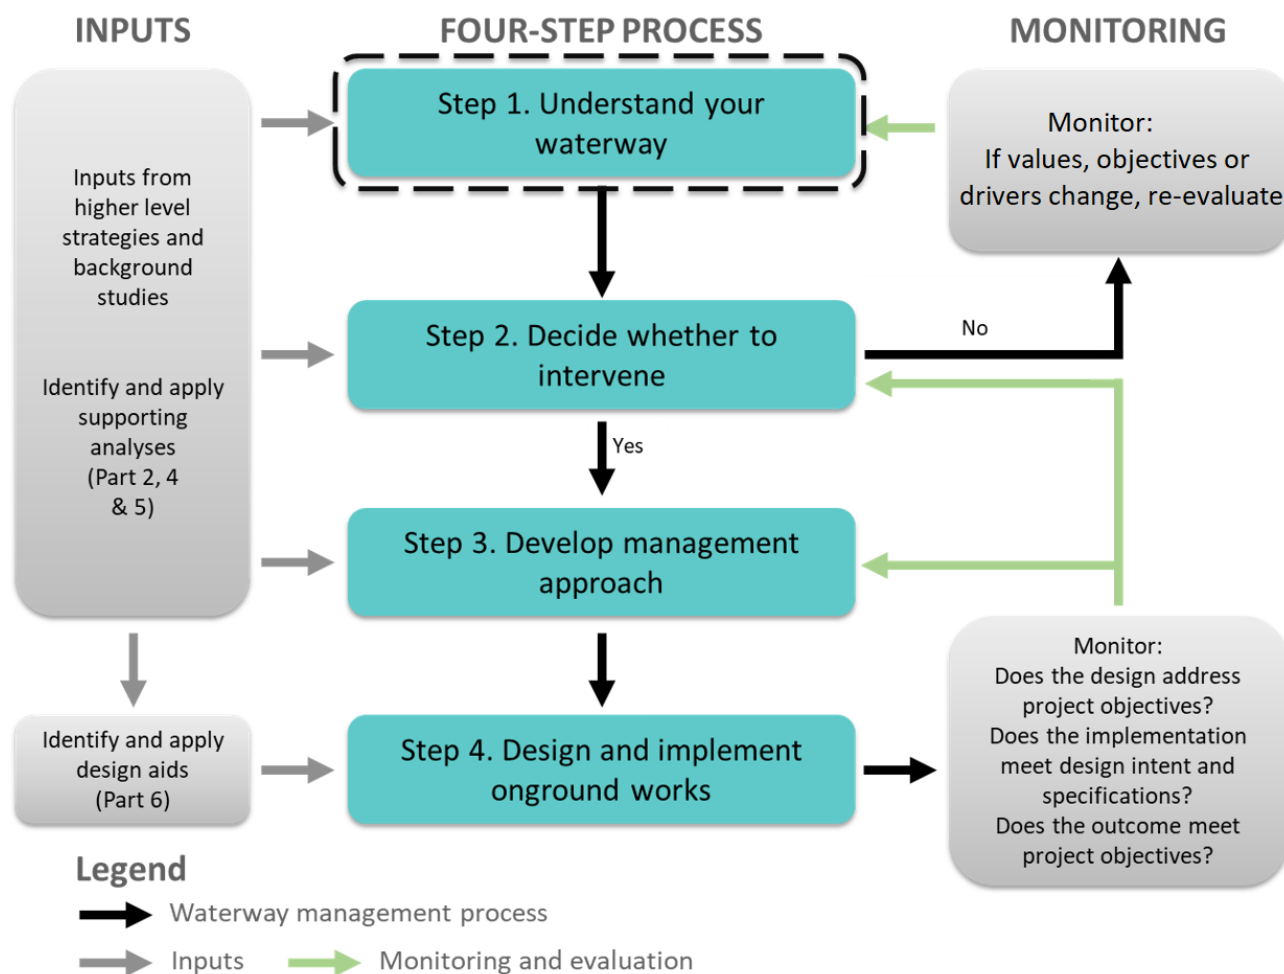 INPUTS
FOUR-STEP PROCESS
MONITORING
Inputs from
higher level
strategies and
background
studies
Identify and apply
supporting
analyses
(Part 2, 4
& 5)
Identify and apply
design aids
(Part 6)
Step 1. Understand your
waterway
Step 2. Decide whether to
intervene
No
Yes
Step 3. Develop management
approach
Step 4. Design and implement
onground works
Monitor:
If values, objectives or
drivers change, re-evaluate
Monitor:
Does the design address
project objectives?
Does the implementation
meet design intent and
specifications?
Does the outcome meet
project objectives?
Legend
Waterway management process
Inputs
Monitoring and evaluation